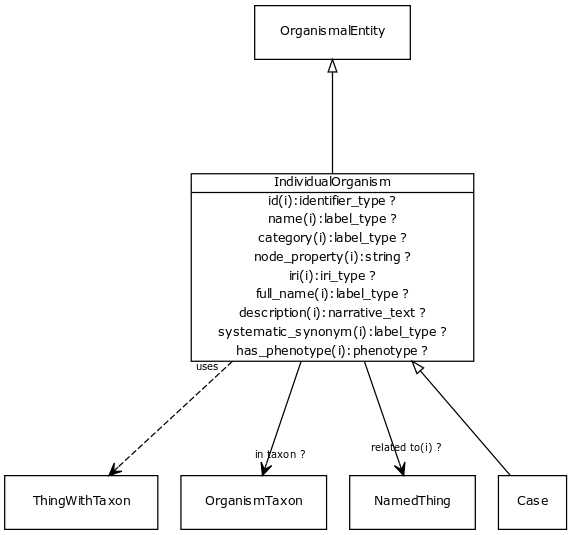 OrganismalEntity
IndividualOrganism
id(i):identifier_type ?
name(i):label_type ?
category(i):label_type ?
node_property(i):string ?
iri(i):iri_type ?
full_name(i):label_type ?
description(i):narrative_text ?
systematic_synonym(i):label_type ?
has_phenotype(i):phenotype ?
uses
in taxon ?
related to(i) ?
ThingWithTaxon
OrganismTaxon
NamedThing
Case